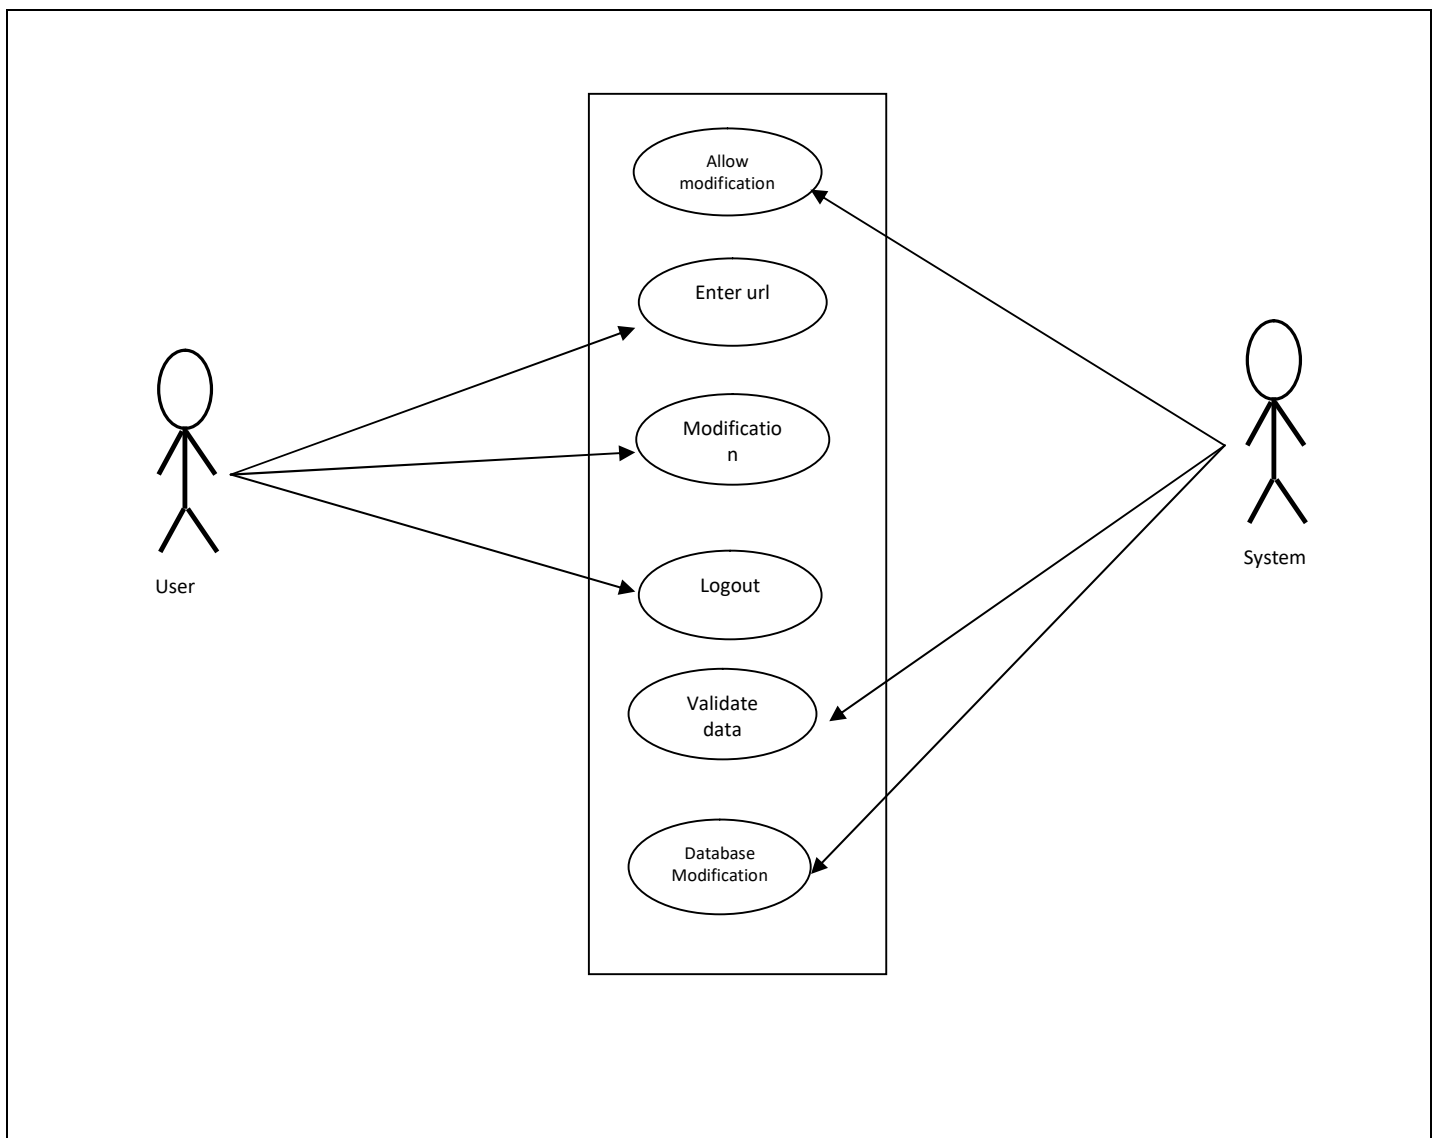 Allow
modification
Enter url
Modificatio
n
User
Logout
System
Validate
data
Database
Modification